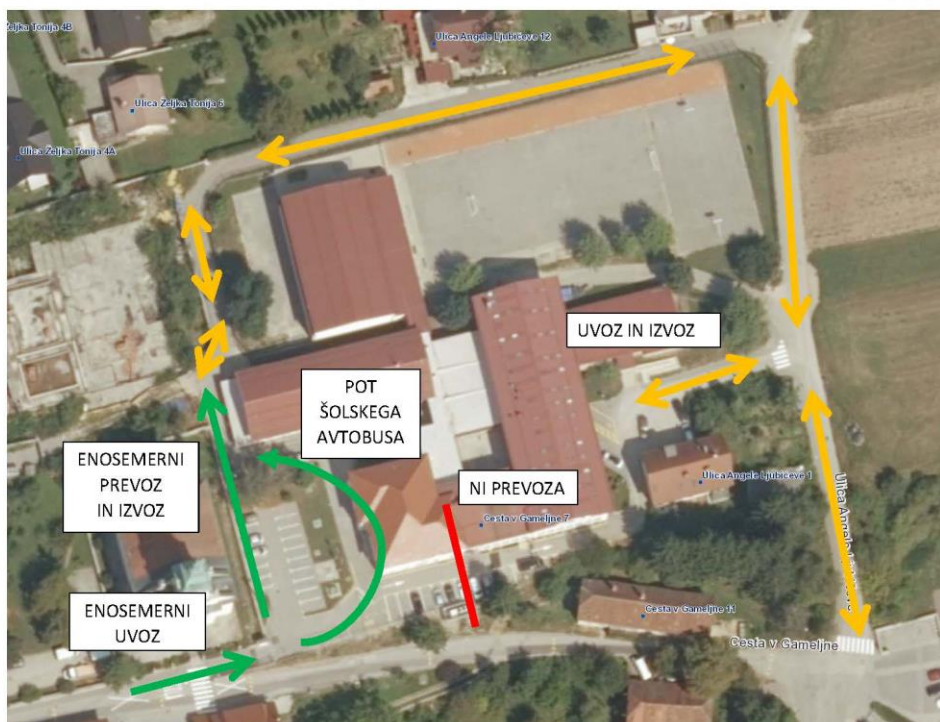 Željka Tonija 4B
Ulica Angele Ljubičeve 12
Ulica Željka Tonija 6
Ulica Željka Tonija 4A
UVOZ IN IZVOZ
POT
ŠOLSKEGA
AVTOBUSA
ENOSEMERNI
PREVOZ
IN IZVOZ
NI PREVOZA
Ulica Angele Ljubičeve 1
Cesta v Gameljne 7
Ulica Angele Ljubičeve
ENOSEMERNI
UVOZ
Cesta v Gameljne 11
Cesta v Gameljne